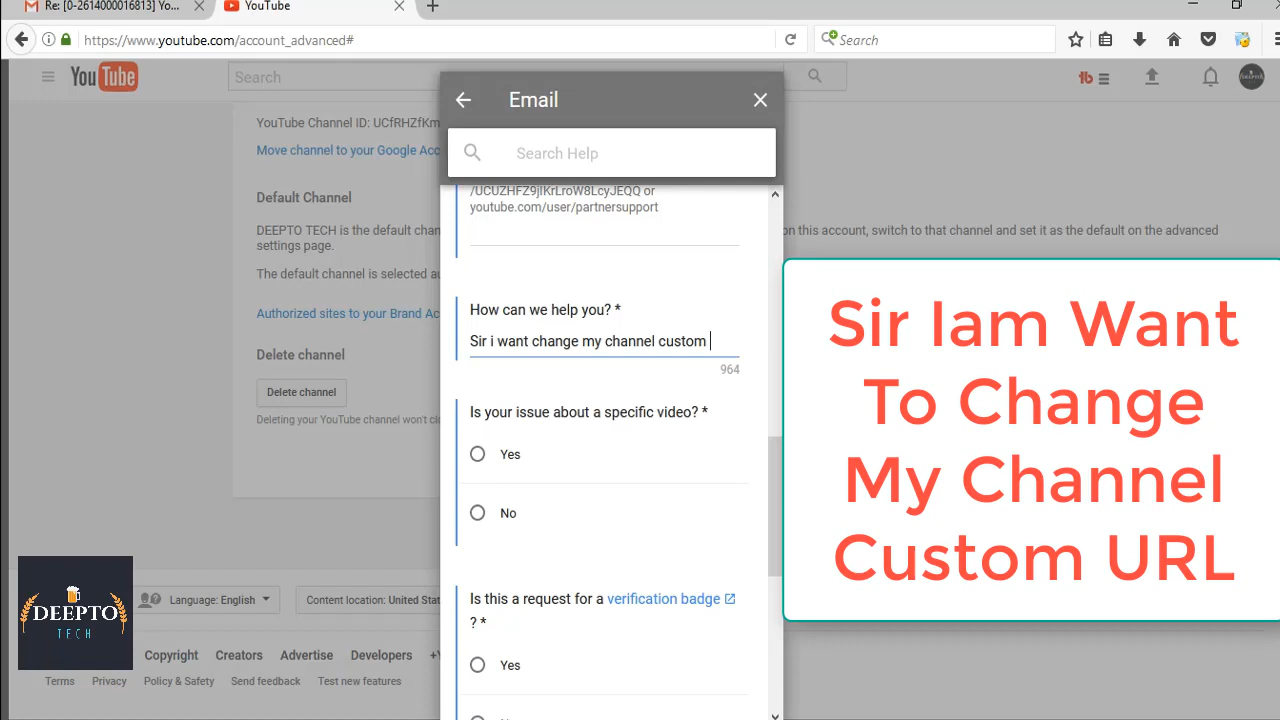 Re: [0-2614000016813] Yo...
YouTube
https://www.youtube.com/account_advanced#
Search
YouTube
Search
Email
Search Help
YouTube Channel ID: UCfRHZfKm
Move channel to your Google Acc
Default Channel
DEEPTO TECH is the default chan
on this account, switch to that channel and set it as the default on the advanced
settings page.
The default channel is selected au
Authorized sites to your Brand Ac
Delete channel
Delete channel
Deleting your YouTube channel won't cl
/UCUZHFZ9jIKrLroW8LcyJEQQ or
youtube.com/user/partnersupport
How can we help you? *
Sir i want change my channel custom
964
Is your issue about a specific video? *
Yes
No
Is this a request for a verification badge
? *
Yes
Sir Iam Want
To Change
My Channel
Custom URL
DEEPTO
TECH
Language: English
Content location: United Stat
Copyright
Creators
Advertise
Developers
+Y
Terms
Privacy
Policy & Safety
Send feedback
Test new features